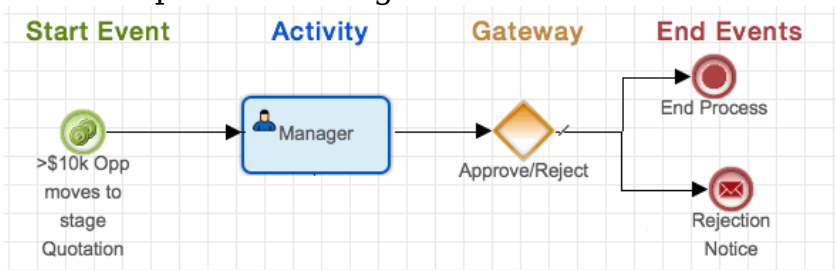 Start Event
Activity
Gateway
End Events
End Process
Manager
>$10k Opp
moves to
stage
Quotation
Approve/Reject
Rejection
Notice